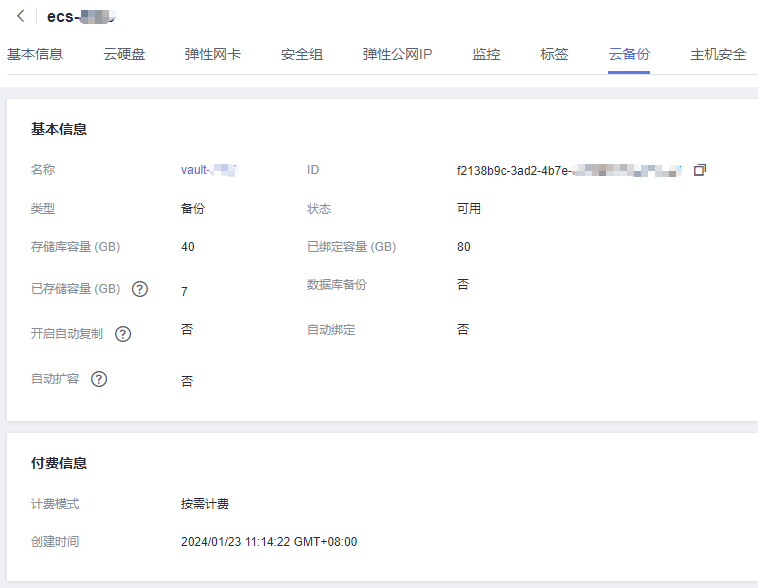 ecs-
基本信息 云硬盘 弹性网卡 安全组 弹性公网IP 监控 标签 云备份 主机安全
基本信息
名称 vault- ID f2138b9c-3ad2-4b7e-
类型 备份 状态 可用
存储库容量 (GB) 40 已绑定容量 (GB) 80
已存储容量 (GB) ? 7 数据库备份 否
开启自动复制 ? 否 自动绑定 否
自动扩容 ? 否
付费信息
计费模式 按需计费
创建时间 2024/01/23 11:14:22 GMT+08:00